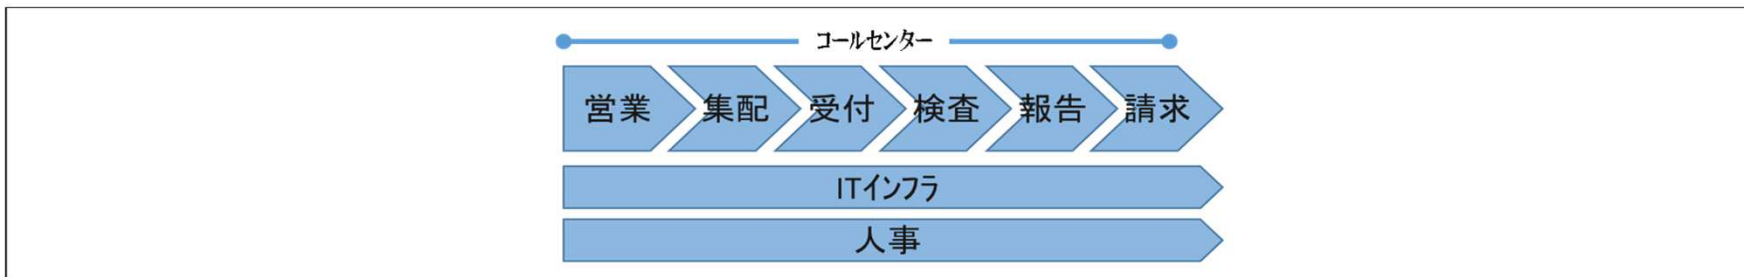 コールセンター
営業 集配 受付 検査 報告 請求
ITインフラ
人事